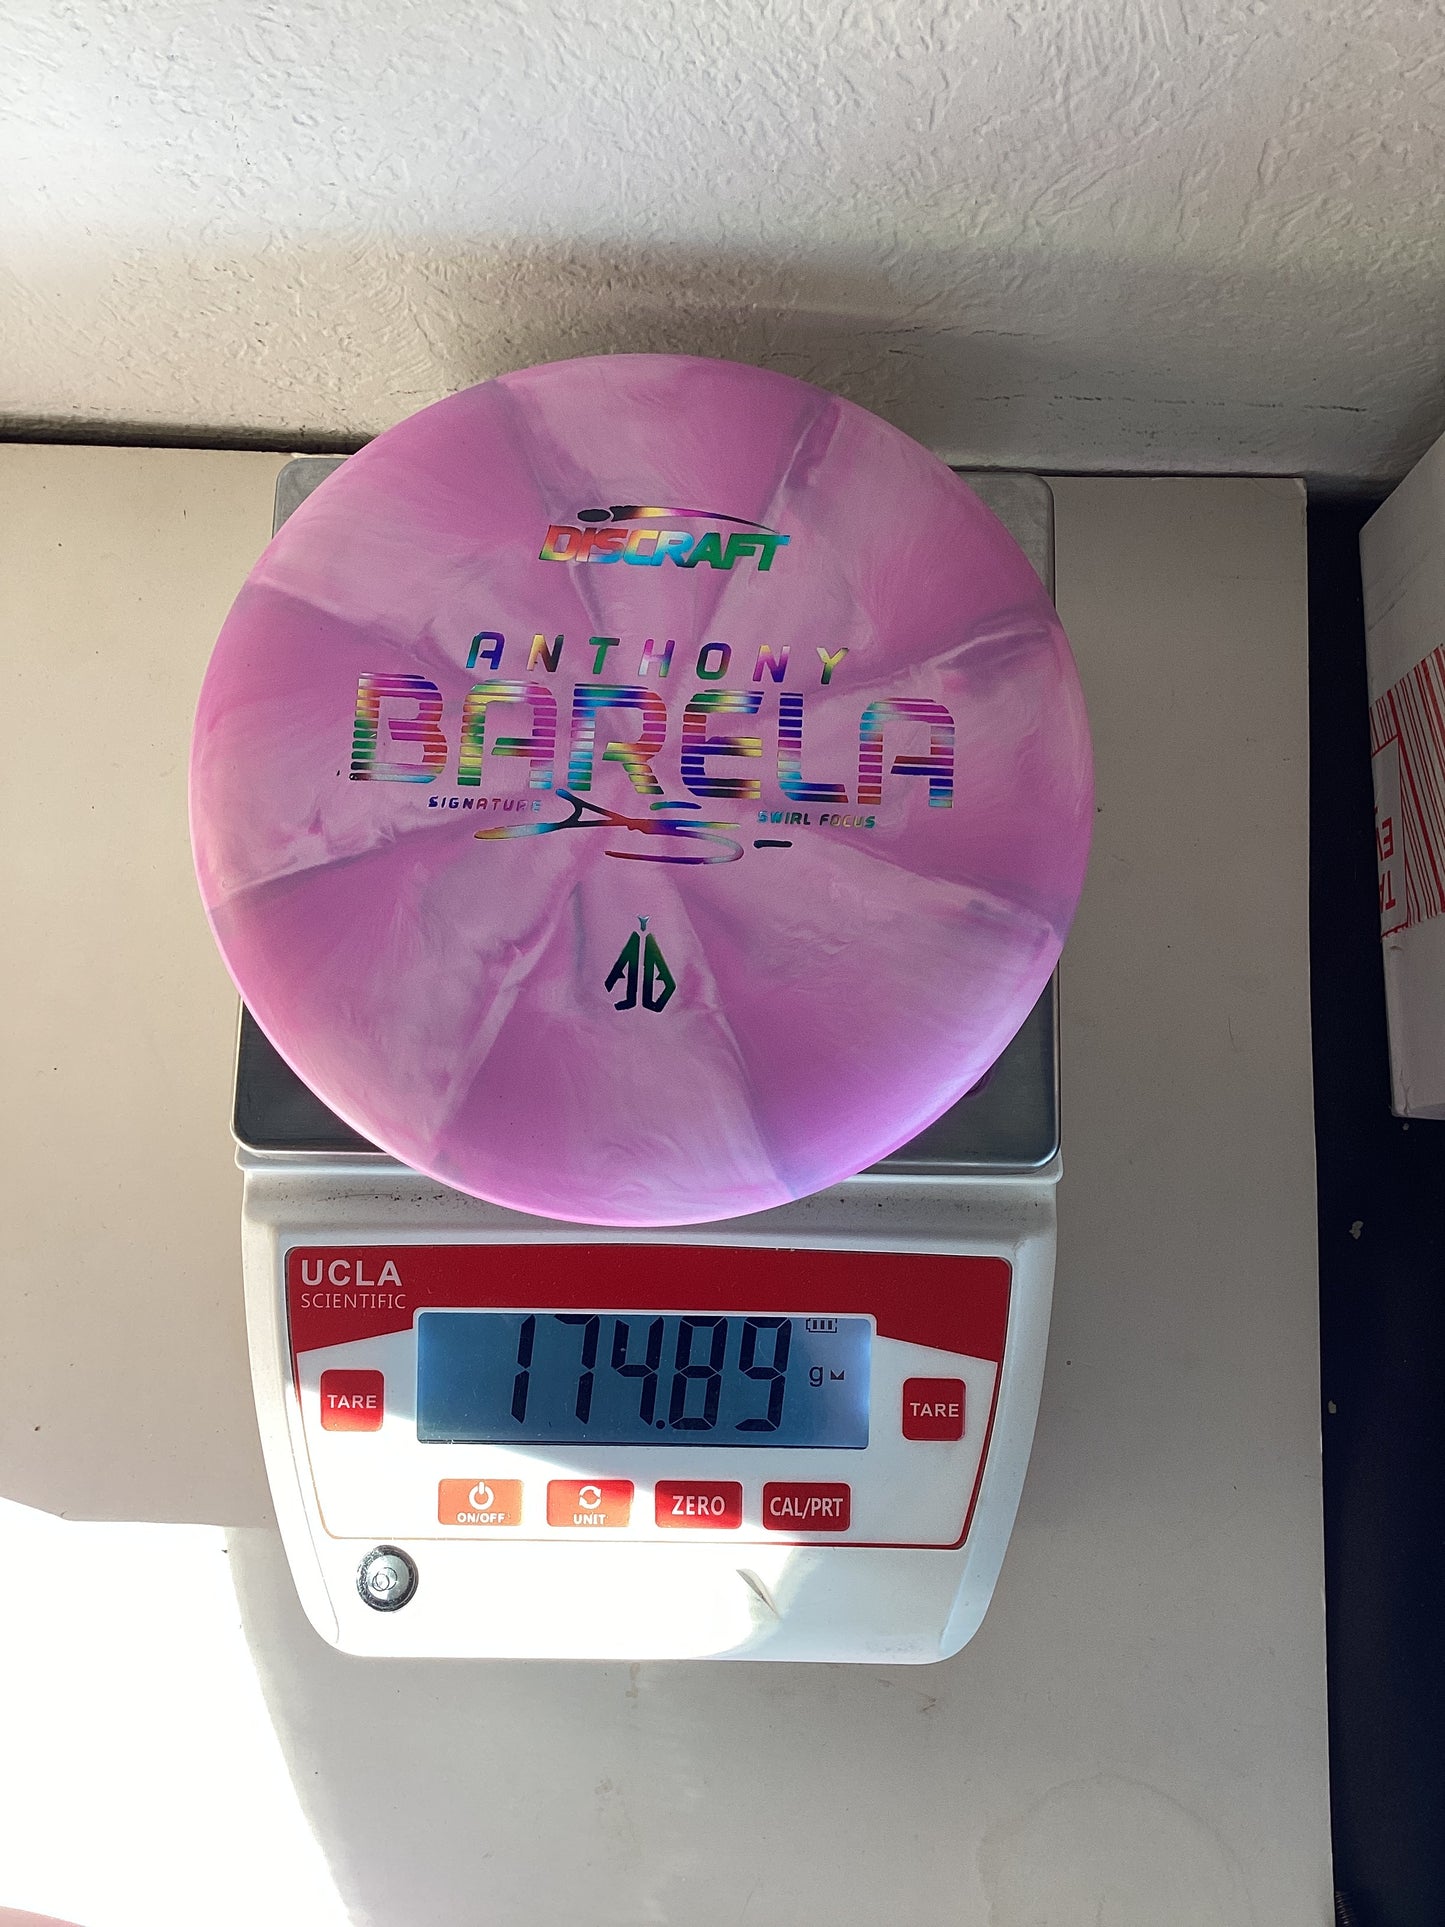 DISCRAFT
ANTHONY
BARELA
SIGNATURE SWIRL FOCUS
AB
UCLA
SCIENTIFIC
174.89 g
TARE TARE
ON/OFF UNIT ZERO CAL/PRT